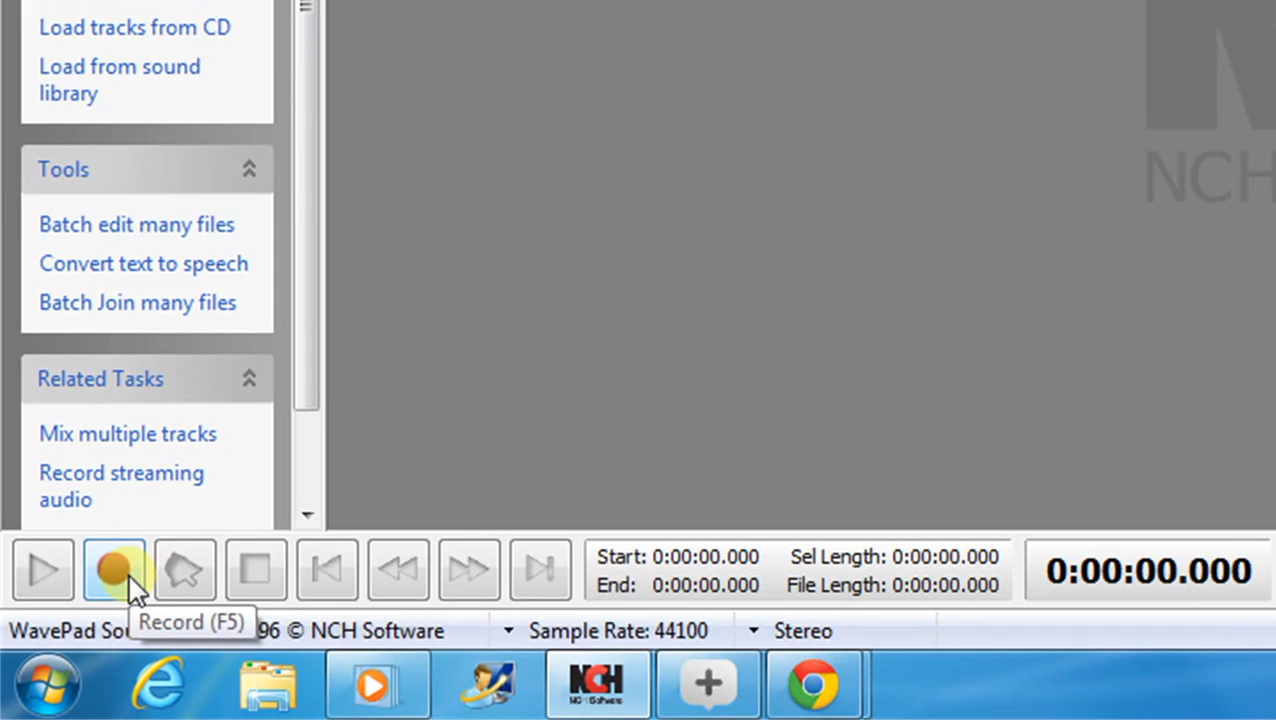 Load tracks from CD
Load from sound
library
Tools
Batch edit many files
Convert text to speech
Batch Join many files
Related Tasks
Mix multiple tracks
Record streaming
audio
NCH
Start: 0:00:00.000 Sel Length: 0:00:00.000
End: 0:00:00.000 File Length: 0:00:00.000
0:00:00.000
Record (F5)
WavePad 96 © NCH Software Sample Rate: 44100 Stereo
NCH
NCH Software